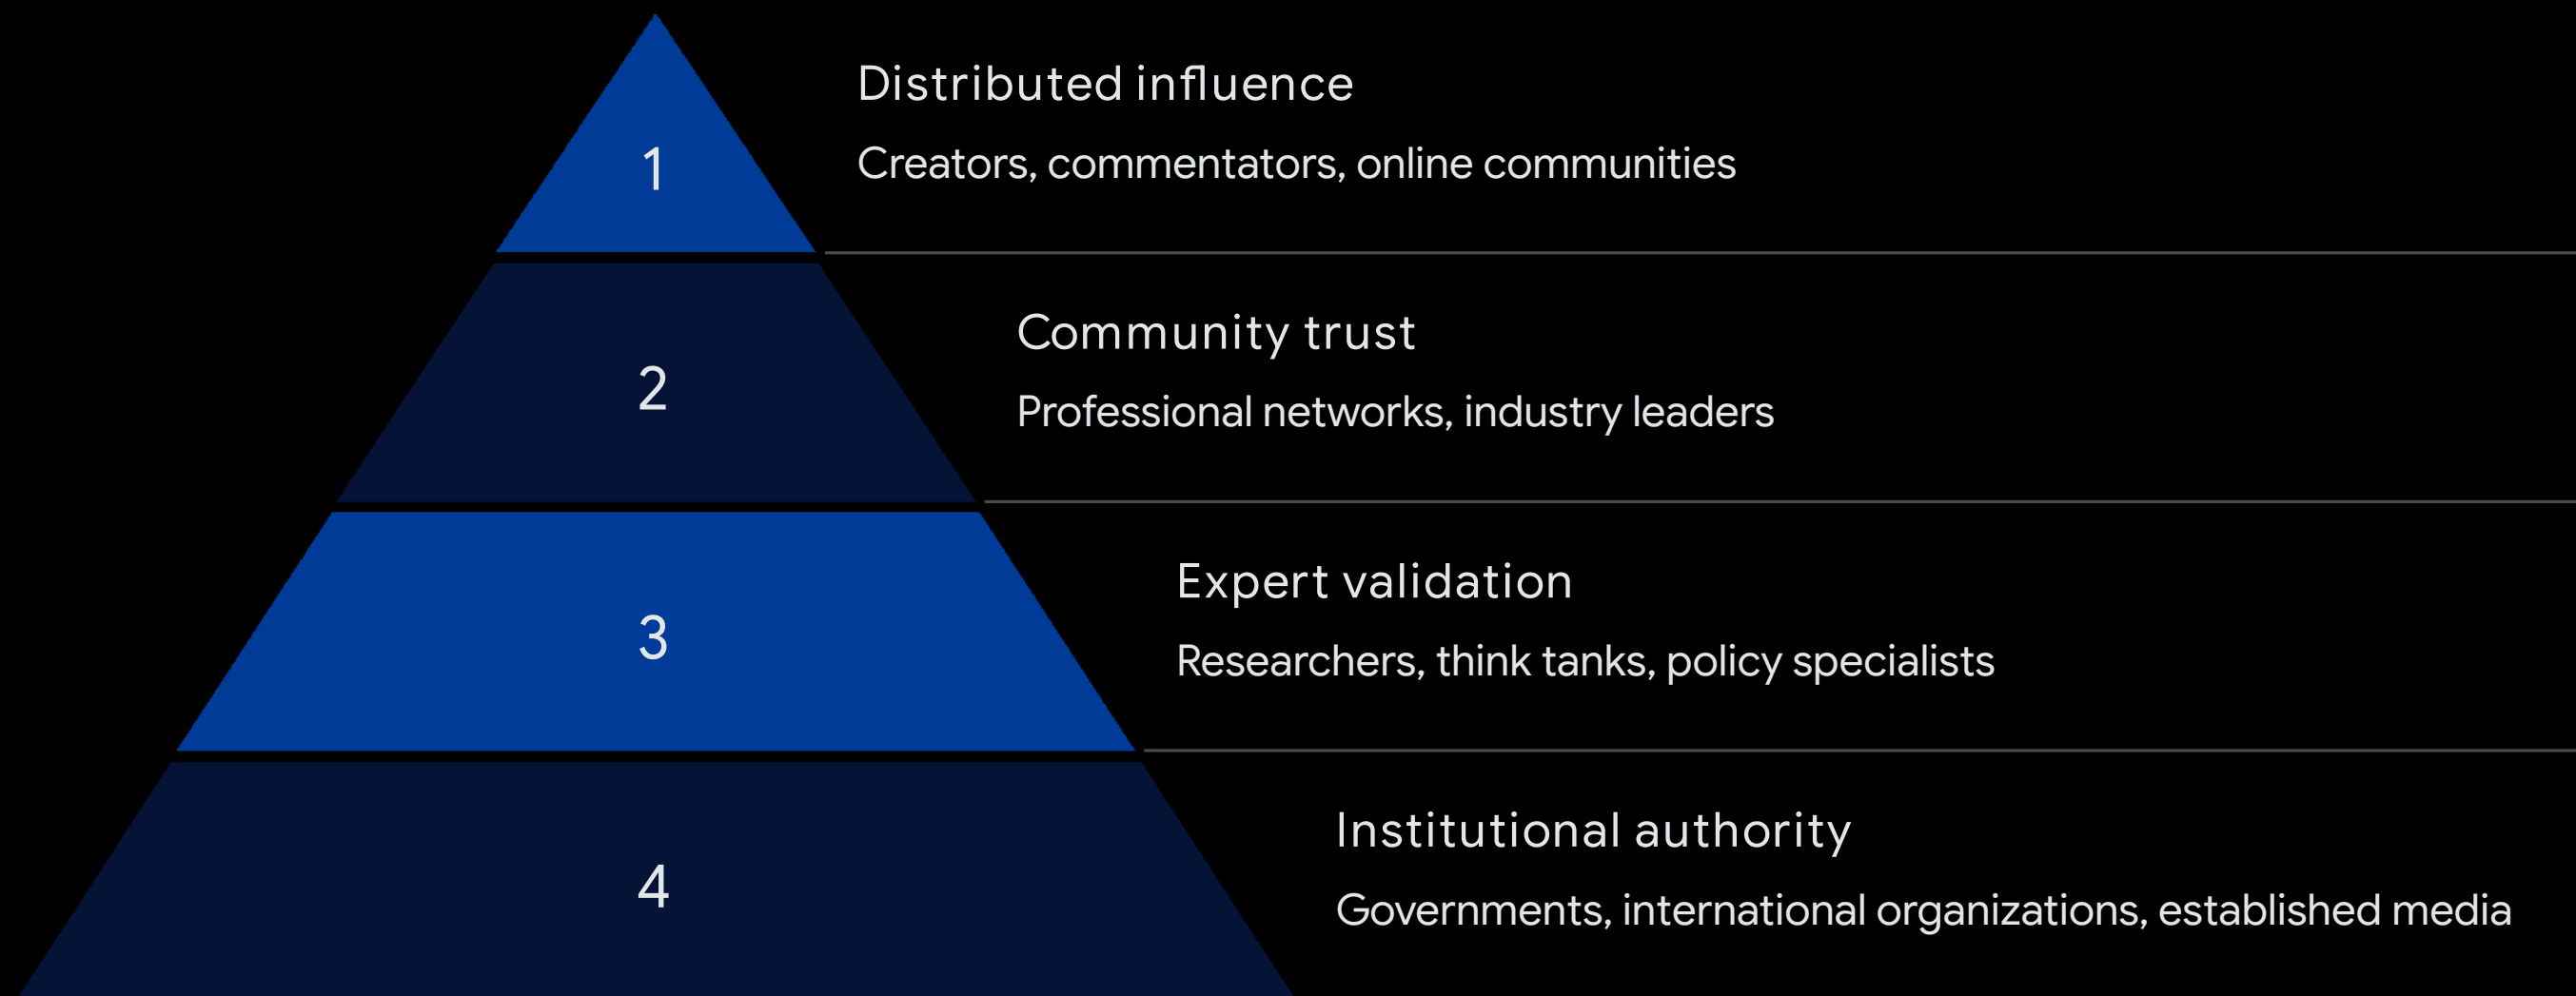 Distributed influence
1
Creators, commentators, online communities
Community trust
2
Professional networks, industry leaders
Expert validation
3
Researchers, think tanks, policy specialists
Institutional authority
4
Governments, international organizations, established media